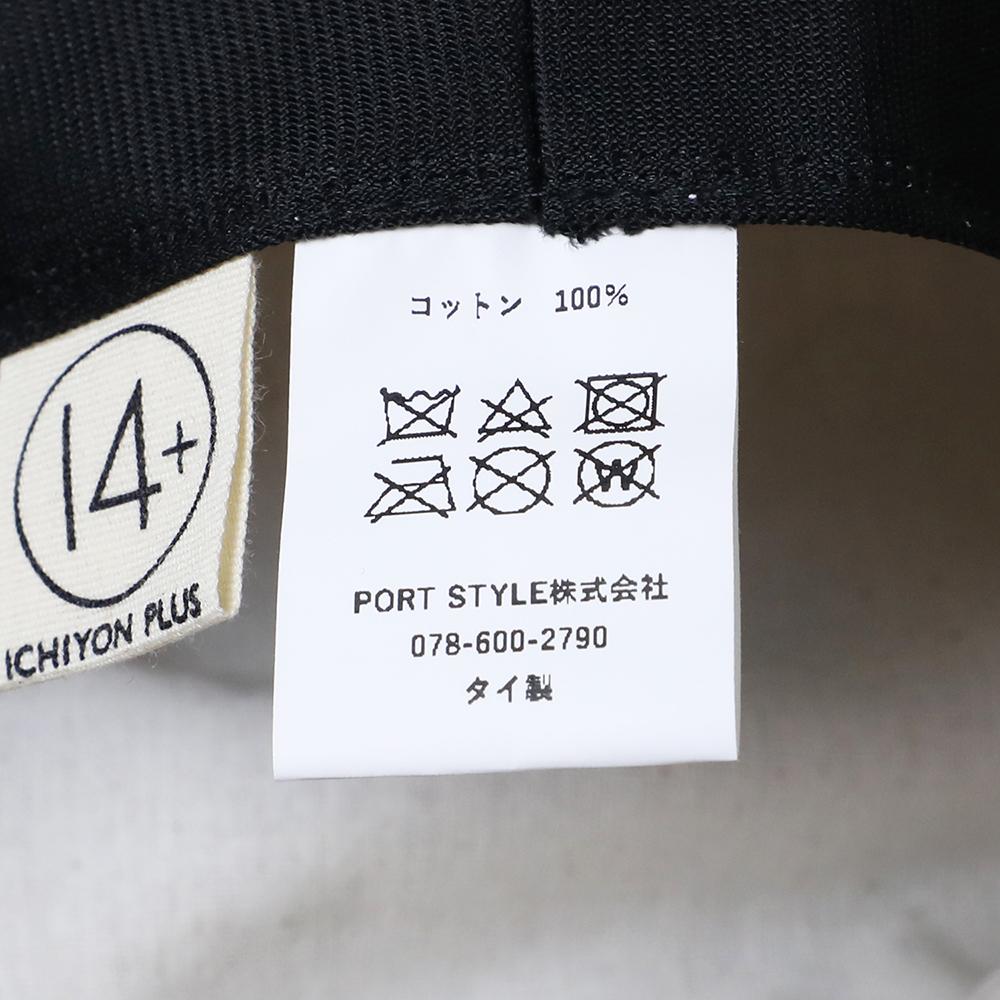 コットン 100%
W
PORT STYLE株式会社
078-600-2790
タイ製
14+
ICHIYON PLUS